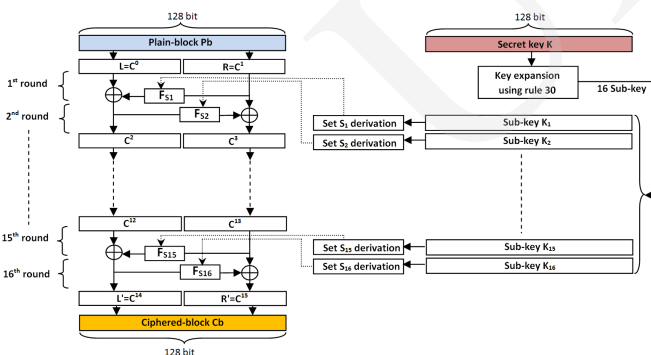 128 bit
128 bit
Plain-block Pb
Secret key K
L=C⁰
R=C¹
Key expansion
using rule 30
16 Sub-key
1ˢᵗ round
F_S1
2ⁿᵈ round
F_S2
Set S₁ derivation
Sub-key K₁
Set S₂ derivation
Sub-key K₂
C²
C³
C¹²
C¹³
15ᵗʰ round
F_S15
Set S₁₅ derivation
Sub-key K₁₅
16ᵗʰ round
F_S16
Set S₁₆ derivation
Sub-key K₁₆
L'=C¹⁴
R'=C¹⁵
Ciphered-block Cb
128 bit